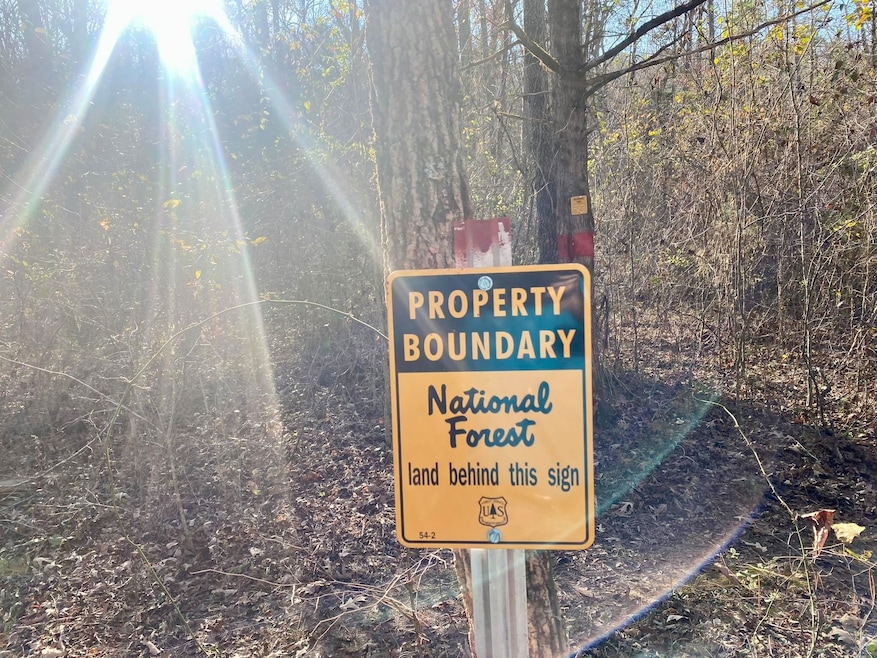 PROPERTY
BOUNDARY
National
Forest
land behind this sign
U S
54-2